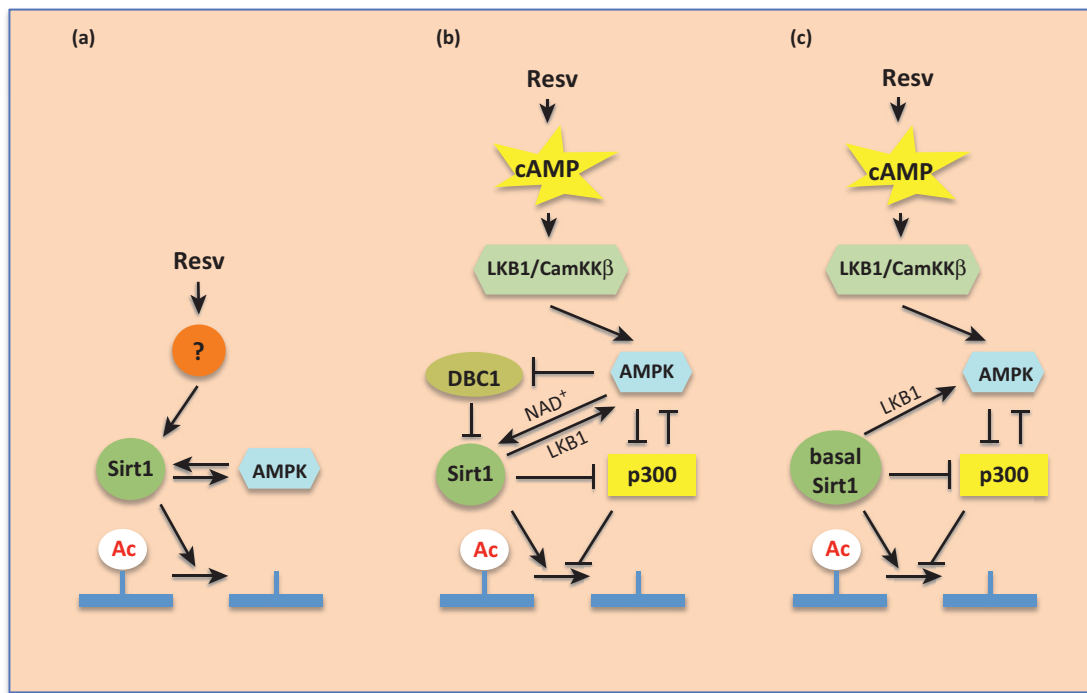 (a)
Resv
?
Sirt1
AMPK
Ac
(b)
Resv
cAMP
LKB1/CamKKβ
AMPK
DBC1
NAD+
LKB1
Sirt1
p300
Ac
(c)
Resv
cAMP
LKB1/CamKKβ
AMPK
LKB1
basal
Sirt1
p300
Ac